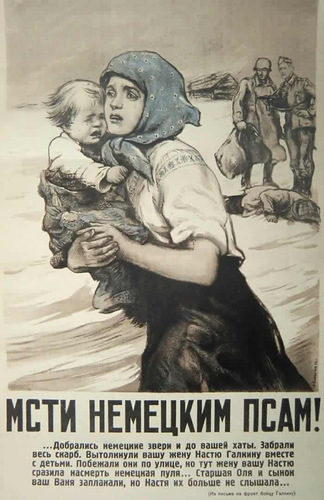 МСТИ НЕМЕЦКИМ ПСАМ!
...Добрались немецкие звери и до вашей хаты. Забрали
весь скарб. Вытолинули вашу жену Настю Галкину вместе
с детьми. Побежали они по улице, но тут жену вашу Настю
сразила насмерть немецкая пуля... Старшая Оля и сынок
ваш Ваня заплакали, но Настя их больше не слышала...
(Из письма на фронт бойцу Галкину)